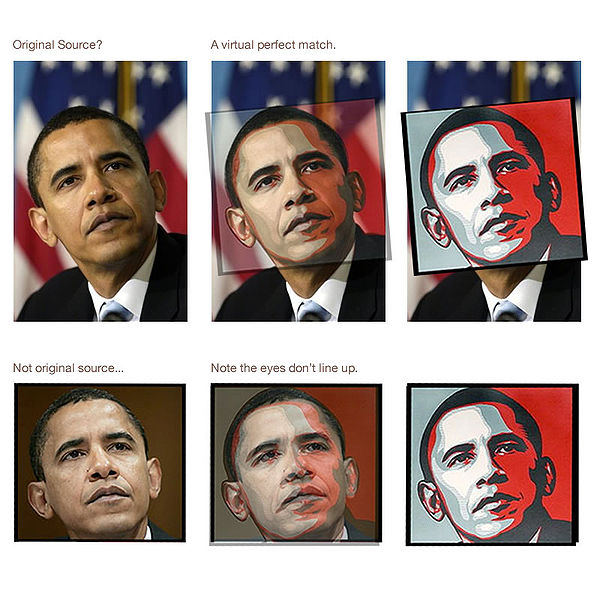 Original Source?
A virtual perfect match.
Not original source...
Note the eyes don't line up.